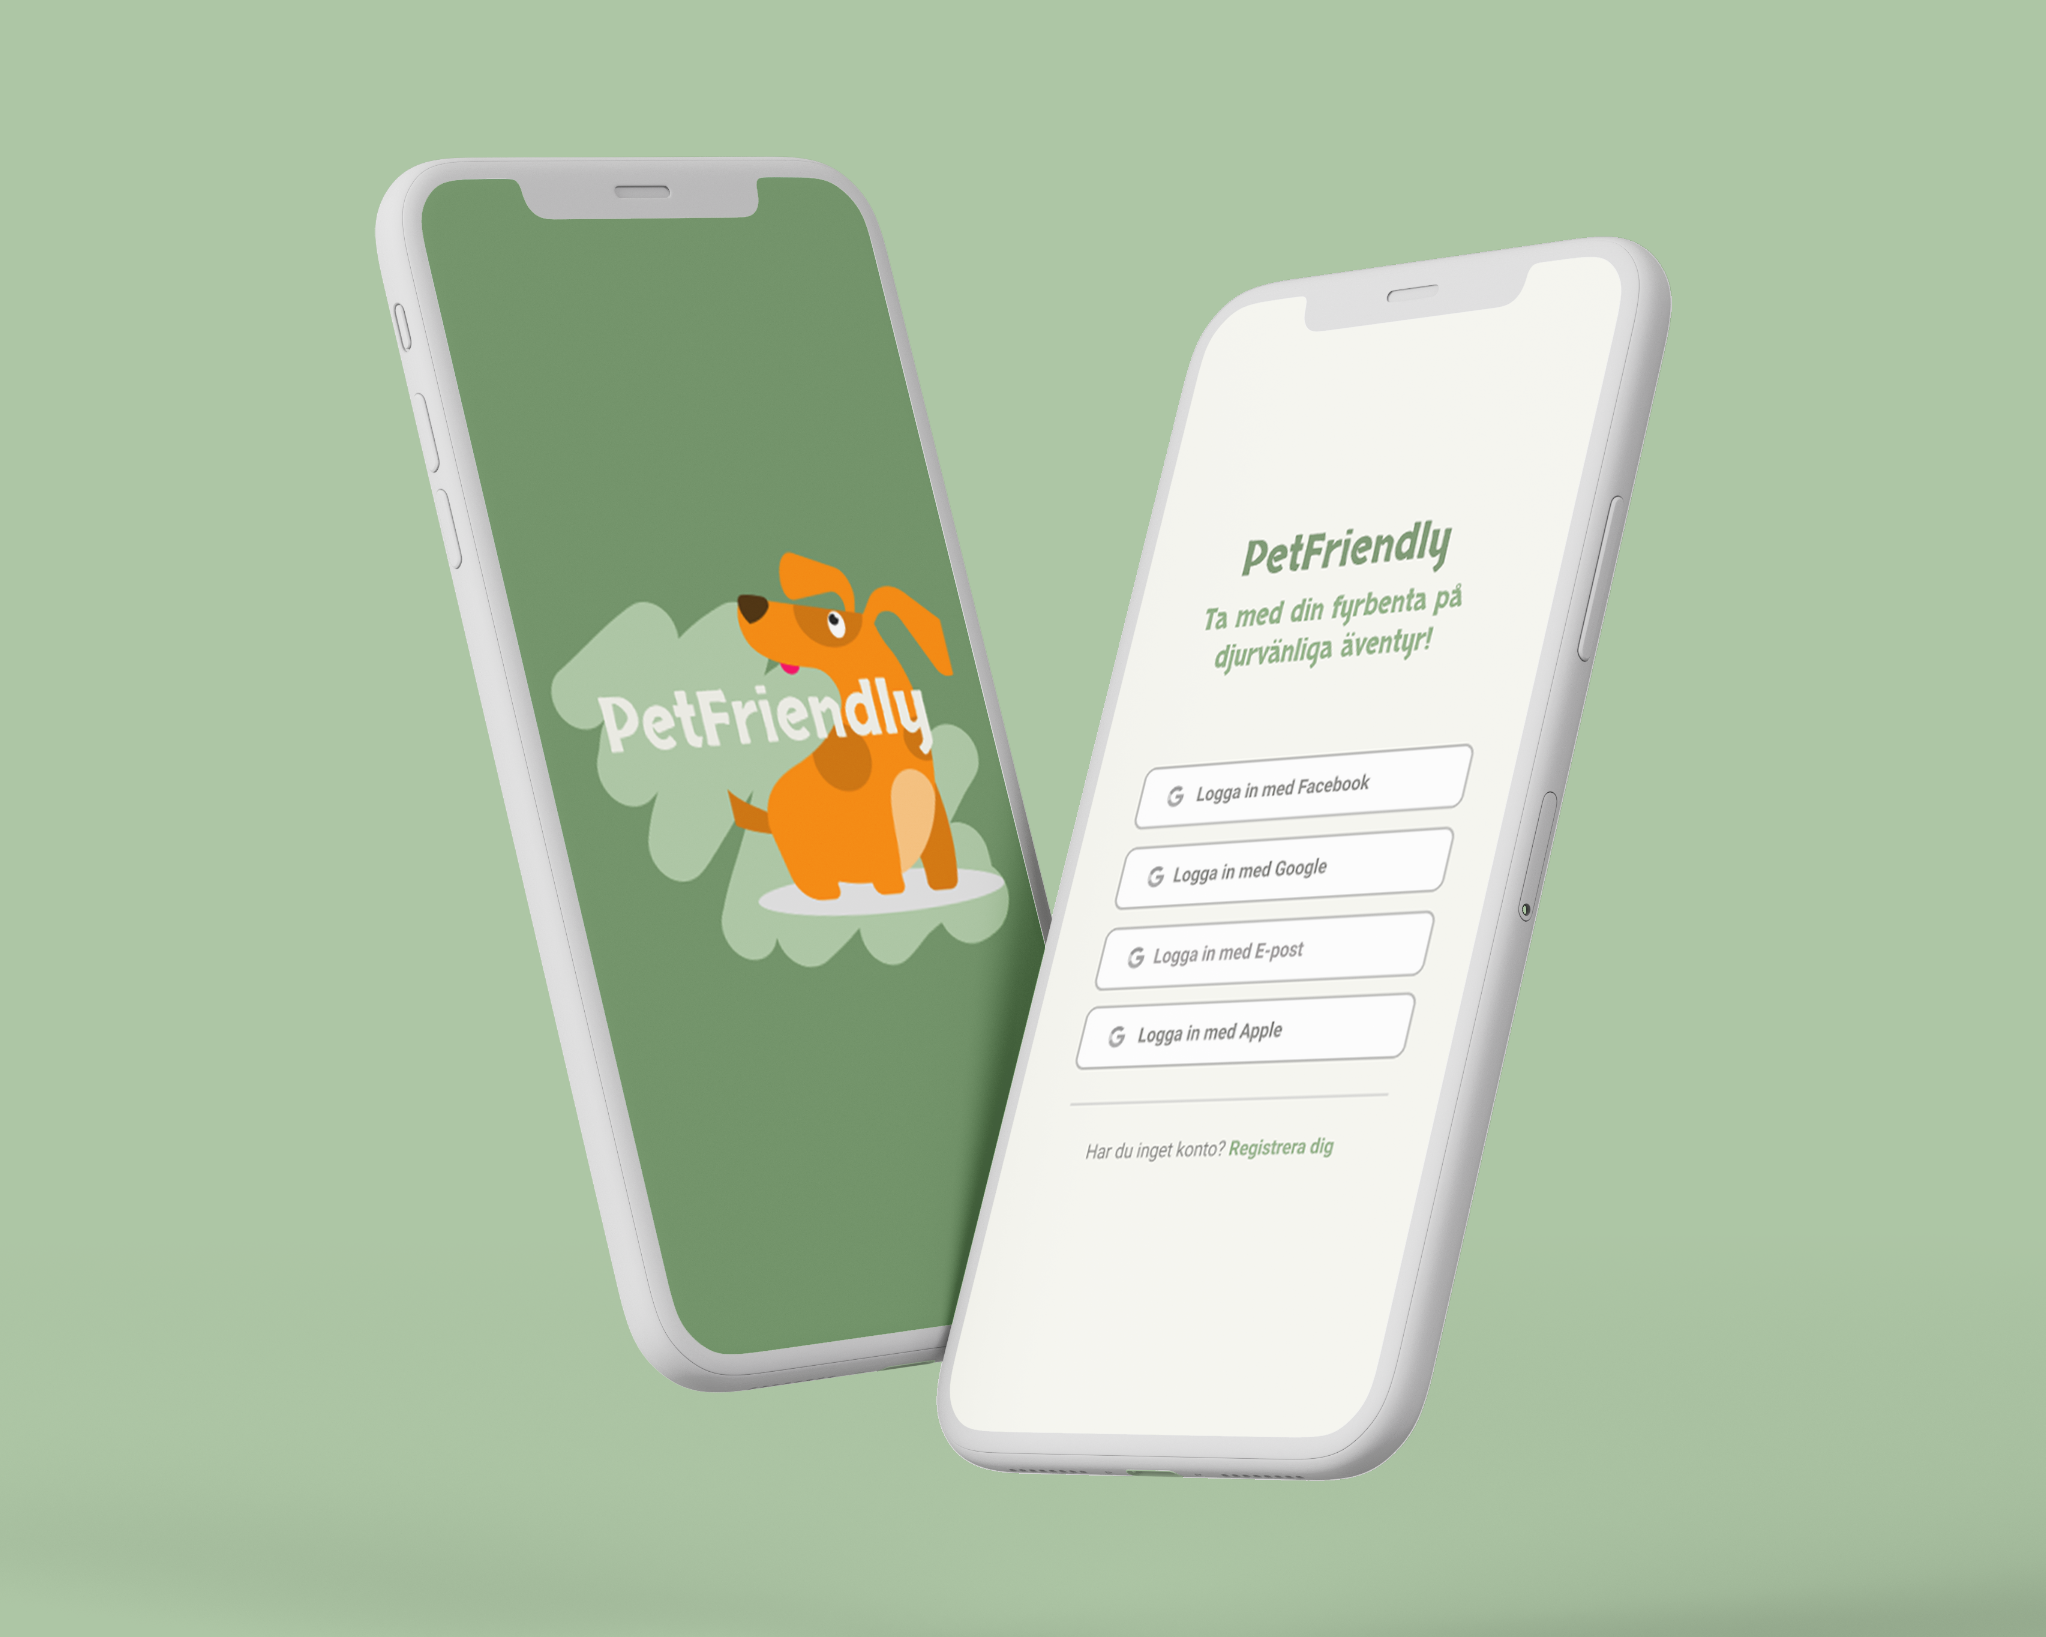 PetFriendly
PetFriendly
Ta med din fyrbenta på
djurvänliga äventyr!
G Logga in med Facebook
G Logga in med Google
G Logga in med E-post
G Logga in med Apple
Har du inget konto? Registrera dig